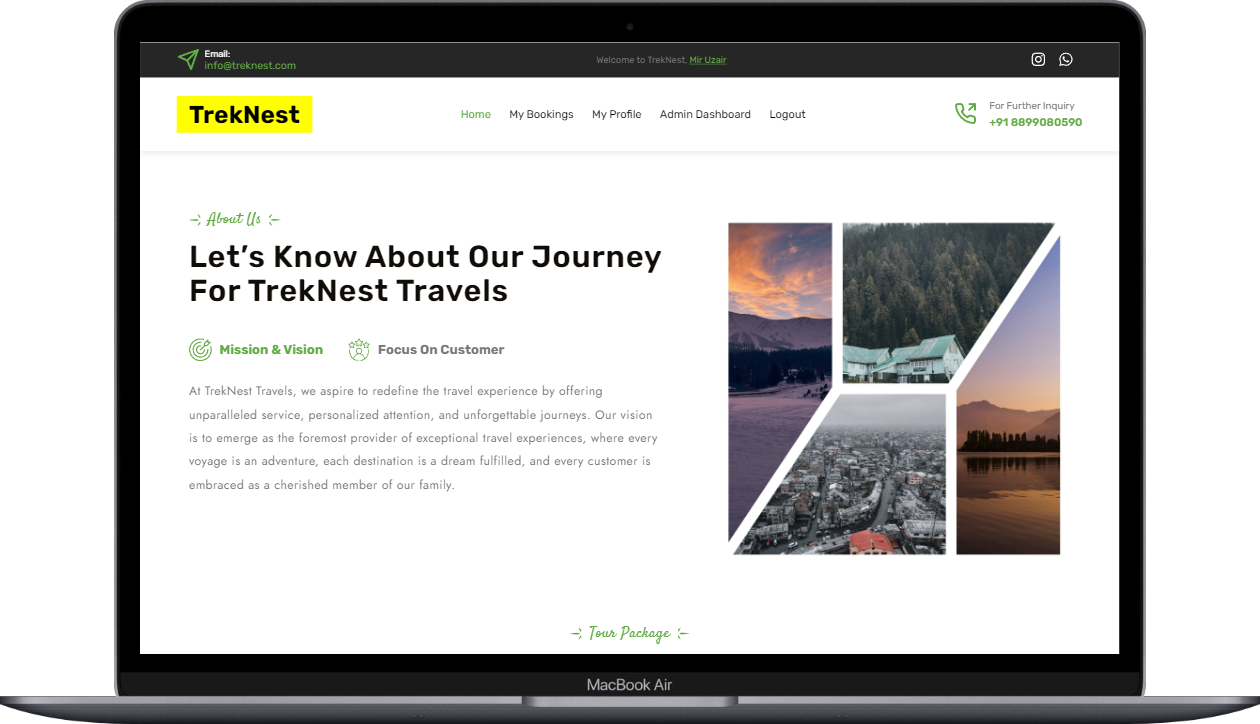 Email:
info@treknest.com
Welcome to TrekNest, Mir Uzair
TrekNest
Home My Bookings My Profile Admin Dashboard Logout
For Further Inquiry
+91 8899080590
About Us
Let’s Know About Our Journey
For TrekNest Travels
Mission & Vision Focus On Customer
At TrekNest Travels, we aspire to redefine the travel experience by offering
unparalleled service, personalized attention, and unforgettable journeys. Our vision
is to emerge as the foremost provider of exceptional travel experiences, where every
voyage is an adventure, each destination is a dream fulfilled, and every customer is
embraced as a cherished member of our family.
Tour Package
MacBook Air